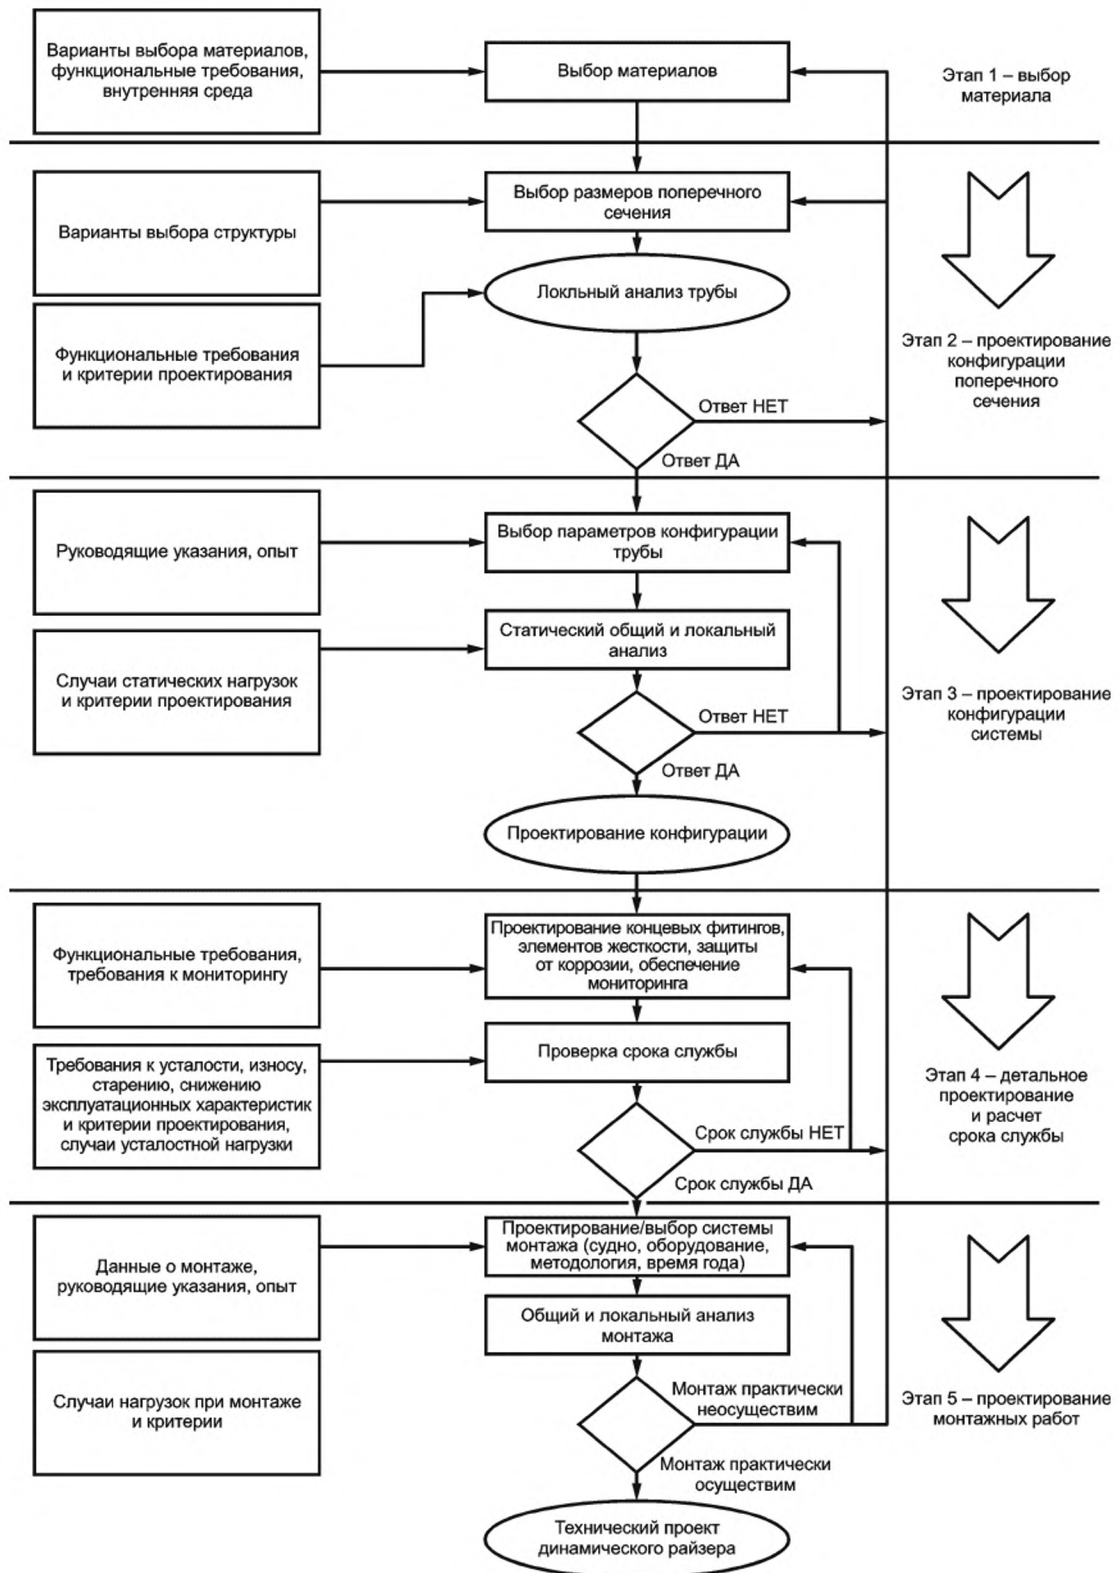 Варианты выбора материалов,
функциональные требования,
внутренняя среда
Выбор материалов
Этап 1 – выбор
материала
Варианты выбора структуры
Выбор размеров поперечного
сечения
Локльный анализ трубы
Функциональные требования
и критерии проектирования
Ответ НЕТ
Ответ ДА
Этап 2 – проектирование
конфигурации
поперечного
сечения
Руководящие указания, опыт
Выбор параметров конфигурации
трубы
Статический общий и локальный
анализ
Случаи статических нагрузок
и критерии проектирования
Ответ НЕТ
Ответ ДА
Проектирование конфигурации
Этап 3 – проектирование
конфигурации
системы
Функциональные требования,
требования к мониторингу
Проектирование концевых фитингов,
элементов жесткости, защиты
от коррозии, обеспечение
мониторинга
Требования к усталости, износу,
старению, снижению
эксплуатационных характеристик
и критерии проектирования,
случаи усталостной нагрузки
Проверка срока службы
Срок службы НЕТ
Срок службы ДА
Этап 4 – детальное
проектирование
и расчет
срока службы
Данные о монтаже,
руководящие указания, опыт
Проектирование/выбор системы
монтажа (судно, оборудование,
методология, время года)
Общий и локальный анализ
монтажа
Случаи нагрузок при монтаже
и критерии
Монтаж практически
неосуществим
Монтаж практически
осуществим
Этап 5 – проектирование
монтажных работ
Технический проект
динамического райзера